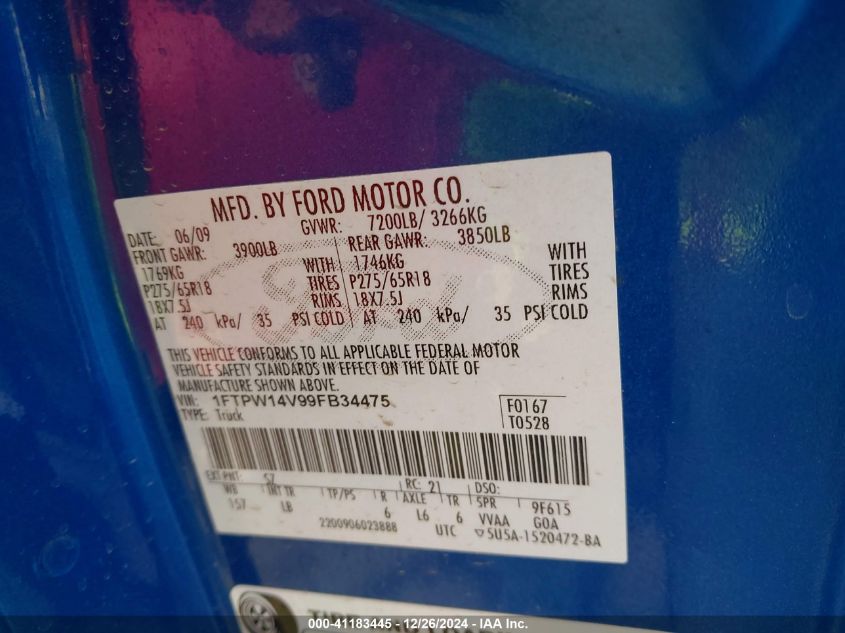 MFD. BY FORD MOTOR CO.
DATE: 06/09 GVWR: 7200LB/ 3266KG
FRONT GAWR: 3900LB REAR GAWR: 3850LB
1769KG WITH 1746KG WITH
P275/65R18 TIRES P275/65R18 TIRES
18X7.5J RIMS 18X7.5J RIMS
AT 240 kPa/ 35 PSI COLD AT 240 kPa/ 35 PSI COLD
THIS VEHICLE CONFORMS TO ALL APPLICABLE FEDERAL MOTOR
VEHICLE SAFETY STANDARDS IN EFFECT ON THE DATE OF
MANUFACTURE SHOWN ABOVE.
1FTPW14V99FB34475 F0167
TYPE: Truck T0528
EXT PNT: S7 RC: 21 DSO:
WB INT TR TP/PS R AXLE TR SPR 9F615
157 LB 6 L6 6 VVAA GOA
2200906023888 UTC 5U5A-1520472-BA
000-41183445 - 12/26/2024 - IAA Inc.